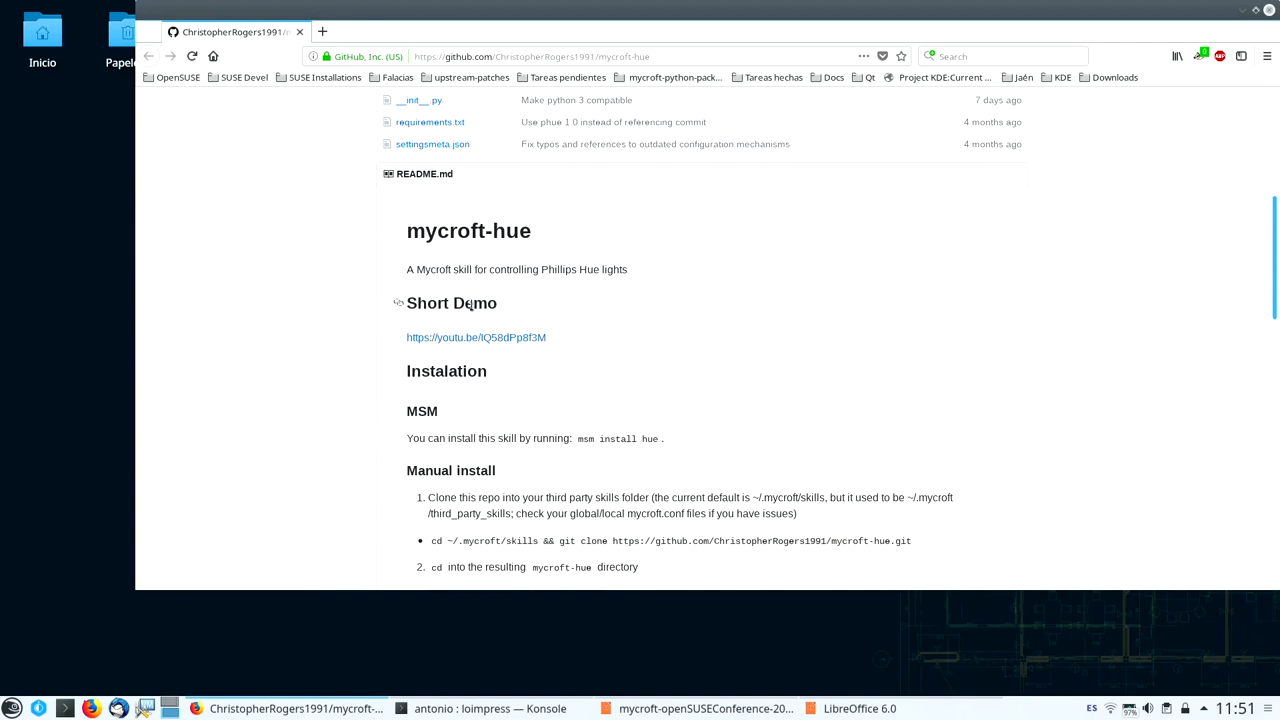 Inicio
Papele
ChristopherRogers1991/m
GitHub, Inc. (US)
https://github.com/ChristopherRogers1991/mycroft-hue
Search
0
ABP
OpenSUSE
SUSE Devel
SUSE Installations
Falacias
upstream-patches
Tareas pendientes
mycroft-python-pack...
Tareas hechas
Docs
Qt
Project KDE:Current ...
Jaén
KDE
Downloads
__init__.py Make python 3 compatible 7 days ago
requirements.txt Use phue 1.0 instead of referencing commit 4 months ago
settingsmeta.json Fix typos and references to outdated configuration mechanisms 4 months ago
README.md
mycroft-hue
A Mycroft skill for controlling Phillips Hue lights
Short Demo
https://youtu.be/IQ58dPp8f3M
Instalation
MSM
You can install this skill by running: msm install hue .
Manual install
1. Clone this repo into your third party skills folder (the current default is ~/.mycroft/skills, but it used to be ~/.mycroft
/third_party_skills; check your global/local mycroft.conf files if you have issues)
• cd ~/.mycroft/skills && git clone https://github.com/ChristopherRogers1991/mycroft-hue.git
2. cd into the resulting mycroft-hue directory
ChristopherRogers1991/mycroft-...
antonio : loimpress — Konsole
mycroft-openSUSEConference-20...
LibreOffice 6.0
ES
97%
11:51